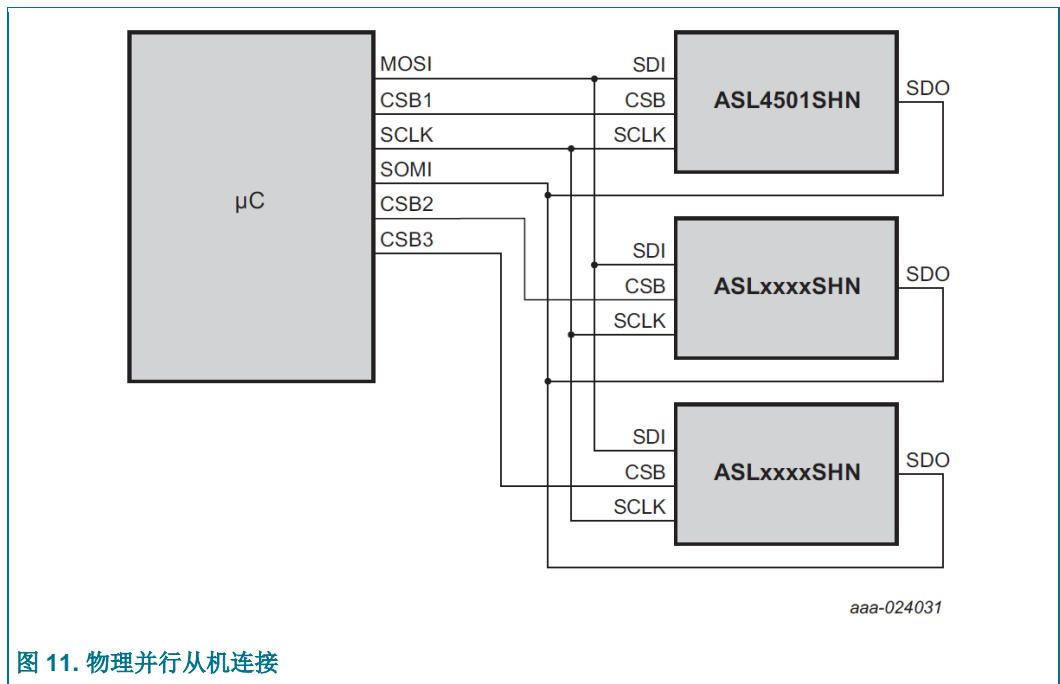 MOSI
CSB1
SCLK
SOMI
CSB2
CSB3
µC
SDI
CSB
SCLK
ASL4501SHN
SDO
SDI
CSB
SCLK
ASLxxxxSHN
SDO
SDI
CSB
SCLK
ASLxxxxSHN
SDO
aaa-024031
图 11. 物理并行从机连接